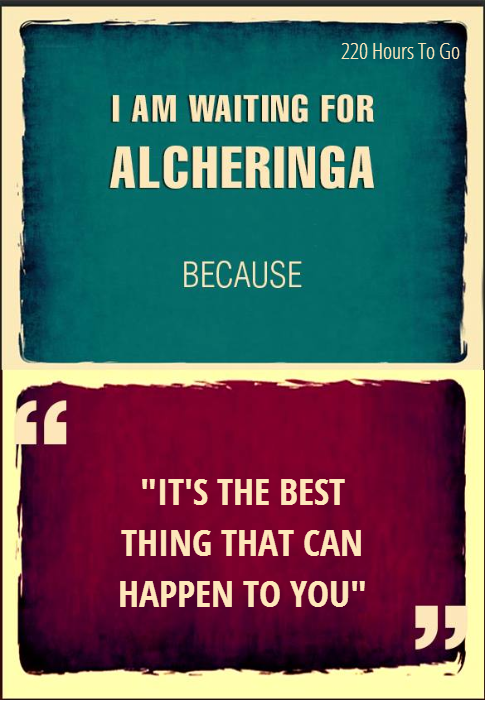 220 Hours To Go
I AM WAITING FOR
ALCHERINGA
BECAUSE
“
"IT'S THE BEST
THING THAT CAN
HAPPEN TO YOU"
”